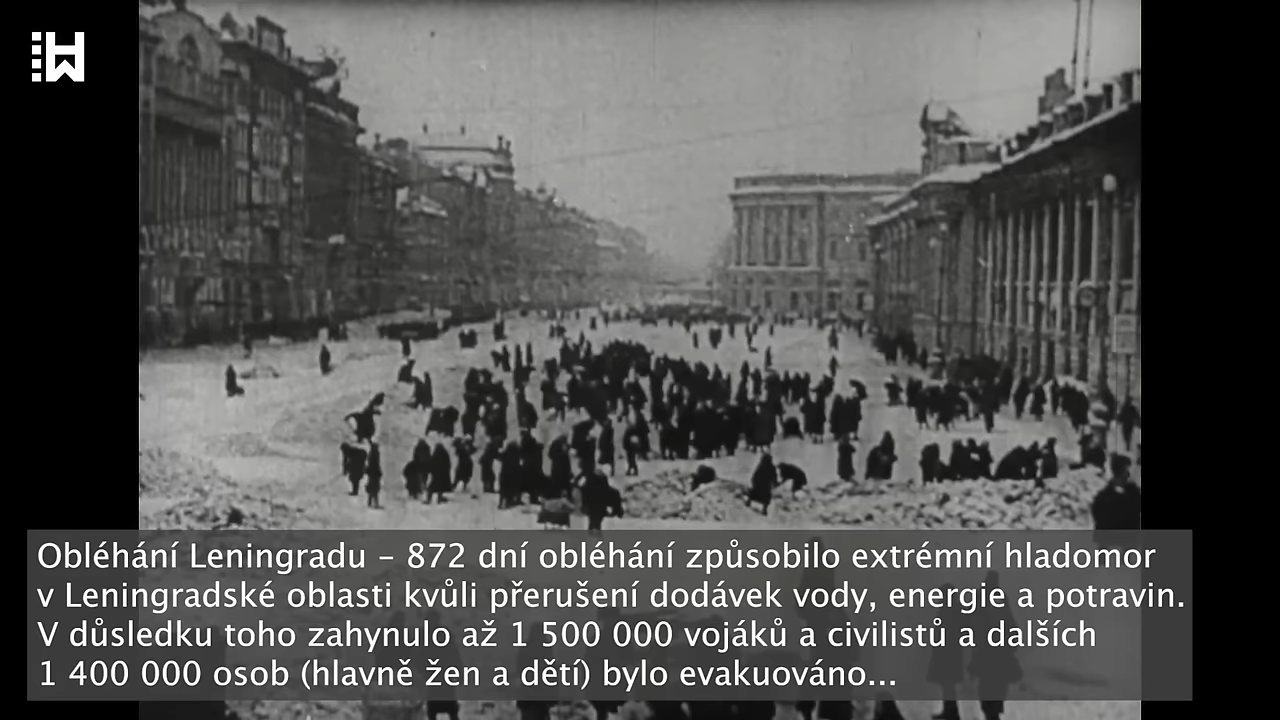 Obléhání Leningradu – 872 dní obléhání způsobilo extrémní hladomor
v Leningradské oblasti kvůli přerušení dodávek vody, energie a potravin.
V důsledku toho zahynulo až 1 500 000 vojáků a civilistů a dalších
1 400 000 osob (hlavně žen a dětí) bylo evakuováno...